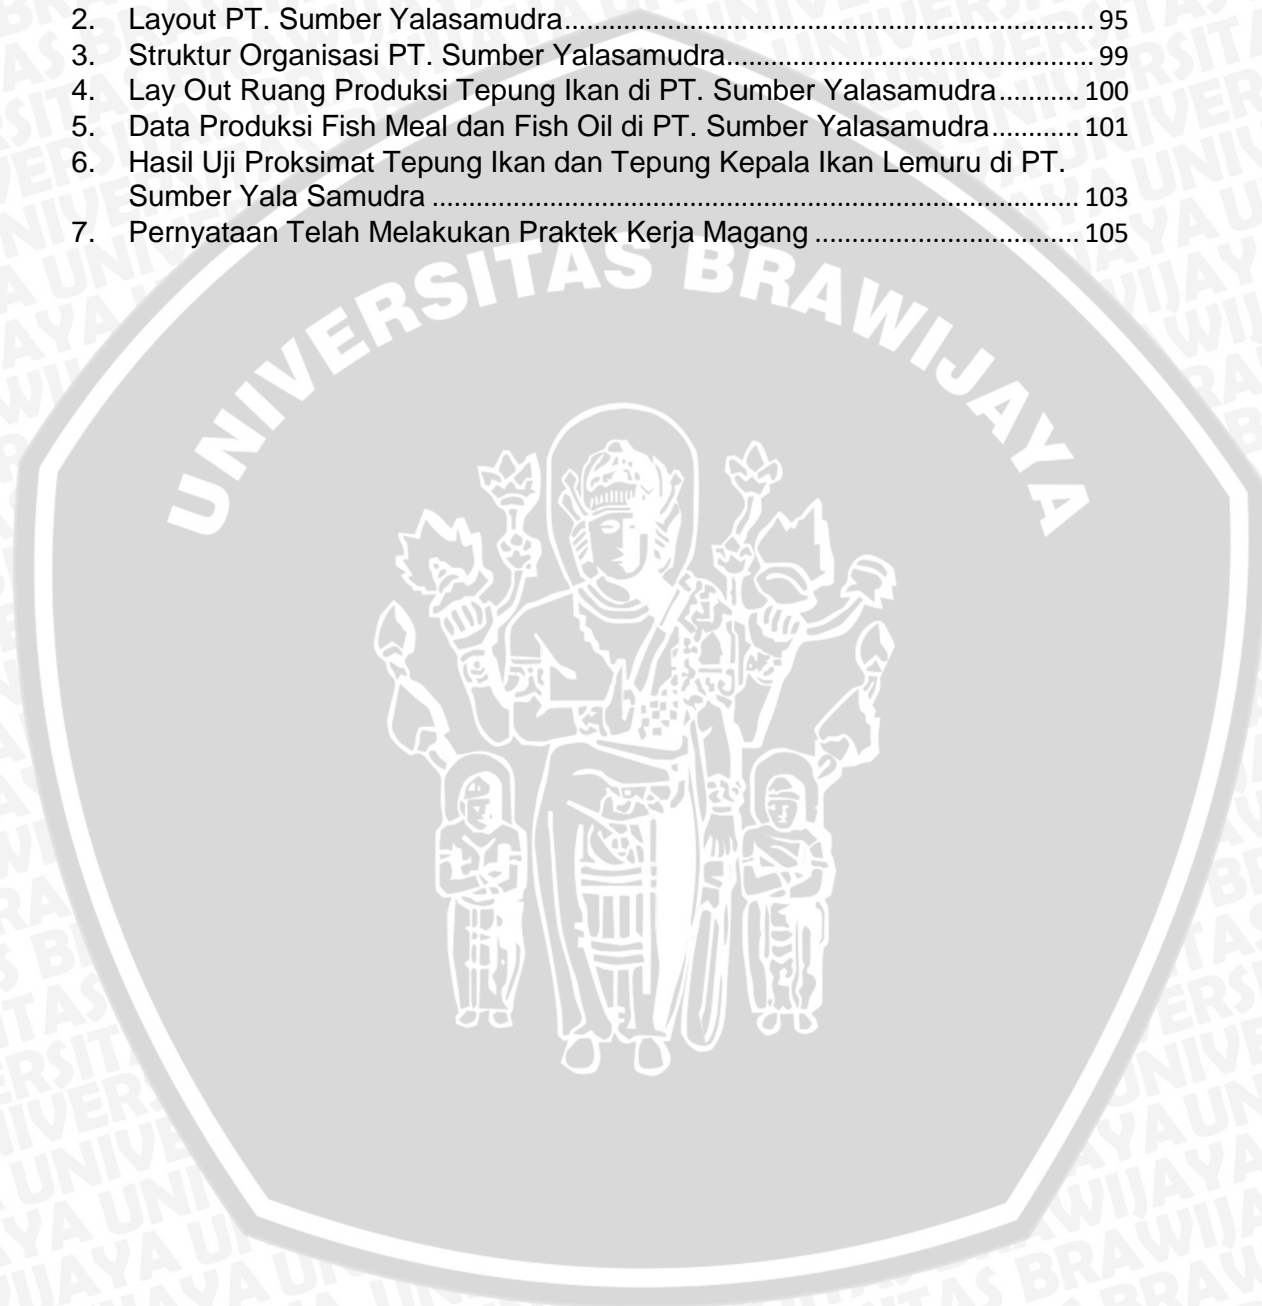 2. Layout PT. Sumber Yalasamudra.................................................................. 95
3. Struktur Organisasi PT. Sumber Yalasamudra.............................................. 99
4. Lay Out Ruang Produksi Tepung Ikan di PT. Sumber Yalasamudra........... 100
5. Data Produksi Fish Meal dan Fish Oil di PT. Sumber Yalasamudra............ 101
6. Hasil Uji Proksimat Tepung Ikan dan Tepung Kepala Ikan Lemuru di PT.
Sumber Yala Samudra ................................................................................ 103
7. Pernyataan Telah Melakukan Praktek Kerja Magang ................................. 105
UNIVERSITAS BRAWIJAYA